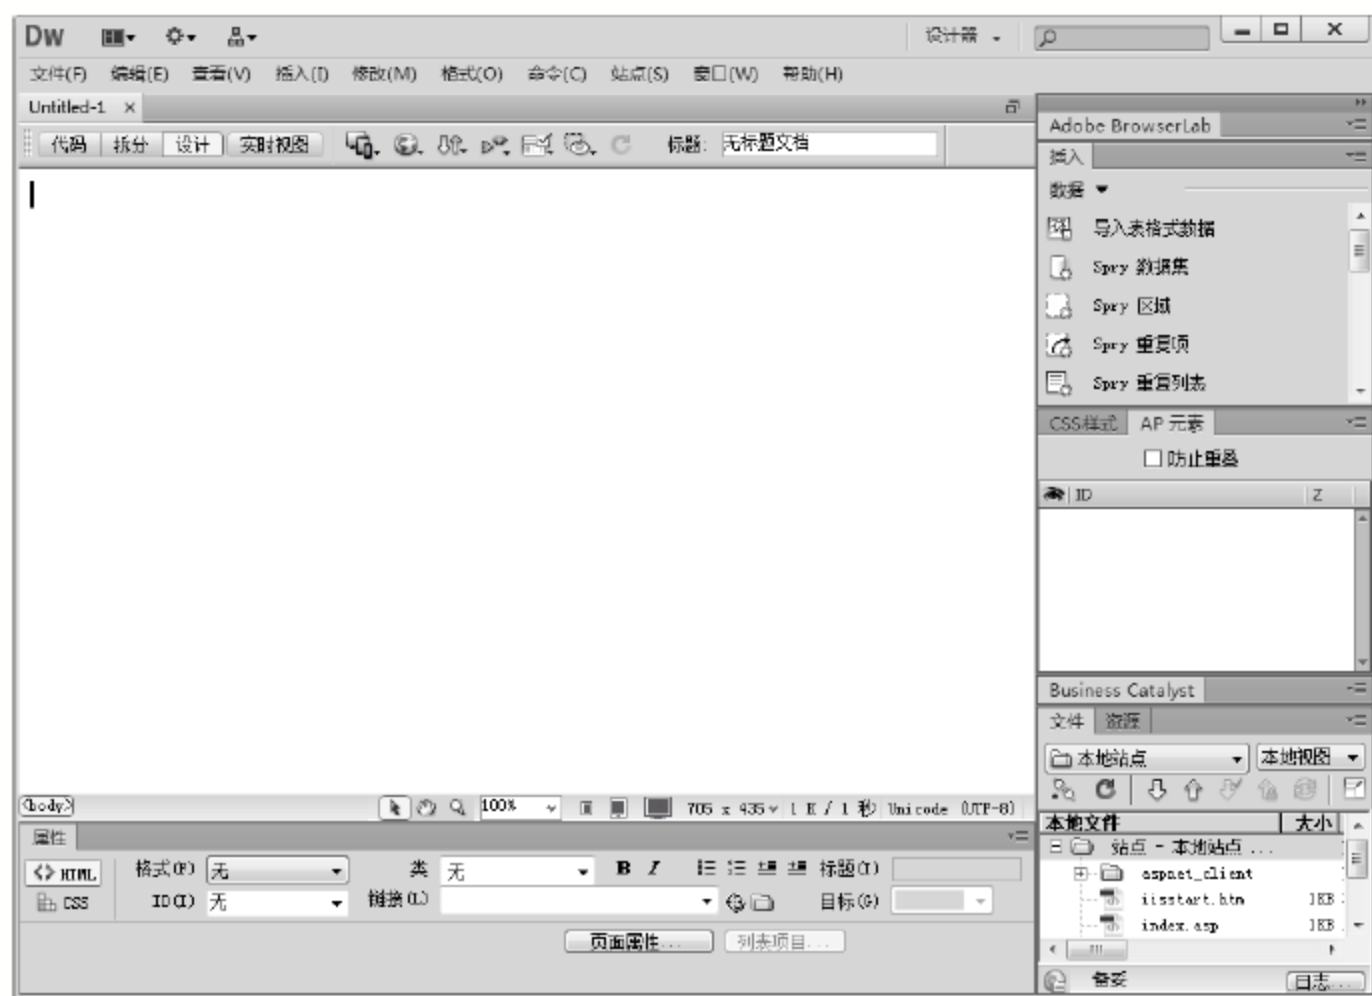 Dw 设计器
文件(F) 编辑(E) 查看(V) 插入(I) 修改(M) 格式(O) 命令(C) 站点(S) 窗口(W) 帮助(H)
Untitled-1 ×
代码 拆分 设计 实时视图 标题: 无标题文档
Adobe BrowserLab
插入
数据
导入表格式数据
Spry 数据集
Spry 区域
Spry 重复项
Spry 重复列表
CSS样式 AP 元素
防止重叠
ID Z
Business Catalyst
文件 资源
本地站点 本地视图
本地文件 大小
站点 - 本地站点 ...
aspnet_client
iisstart.htm 1KB
index.asp 1KB
备妥 日志...
<body> 100% 705 x 435 1 K / 1 秒 Unicode (UTF-8)
属性
<> HTML 格式(F) 无 类 无 B I 标题(T)
CSS ID(I) 无 链接(L) 目标(G)
页面属性... 列表项目...